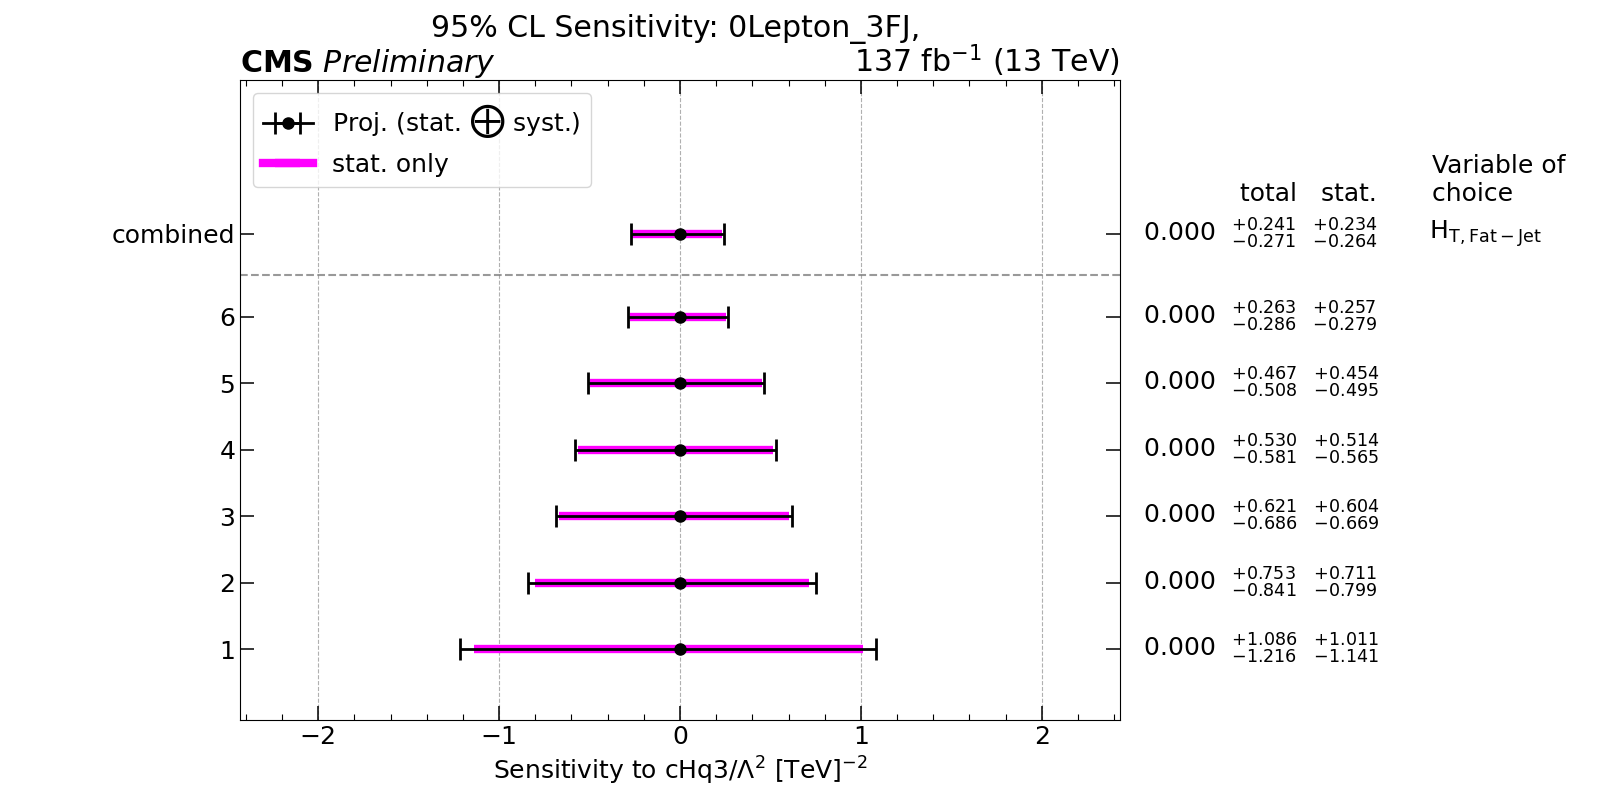 95% CL Sensitivity: 0Lepton_3FJ,
CMS Preliminary 137 fb⁻¹ (13 TeV)
Proj. (stat. ⊕ syst.)
stat. only
Variable of
total stat. choice
combined 0.000 +0.241 −0.271 +0.234 −0.264 H_{T, Fat−Jet}
6 0.000 +0.263 −0.286 +0.257 −0.279
5 0.000 +0.467 −0.508 +0.454 −0.495
4 0.000 +0.530 −0.581 +0.514 −0.565
3 0.000 +0.621 −0.686 +0.604 −0.669
2 0.000 +0.753 −0.841 +0.711 −0.799
1 0.000 +1.086 −1.216 +1.011 −1.141
−2 −1 0 1 2
Sensitivity to cHq3/Λ² [TeV]⁻²